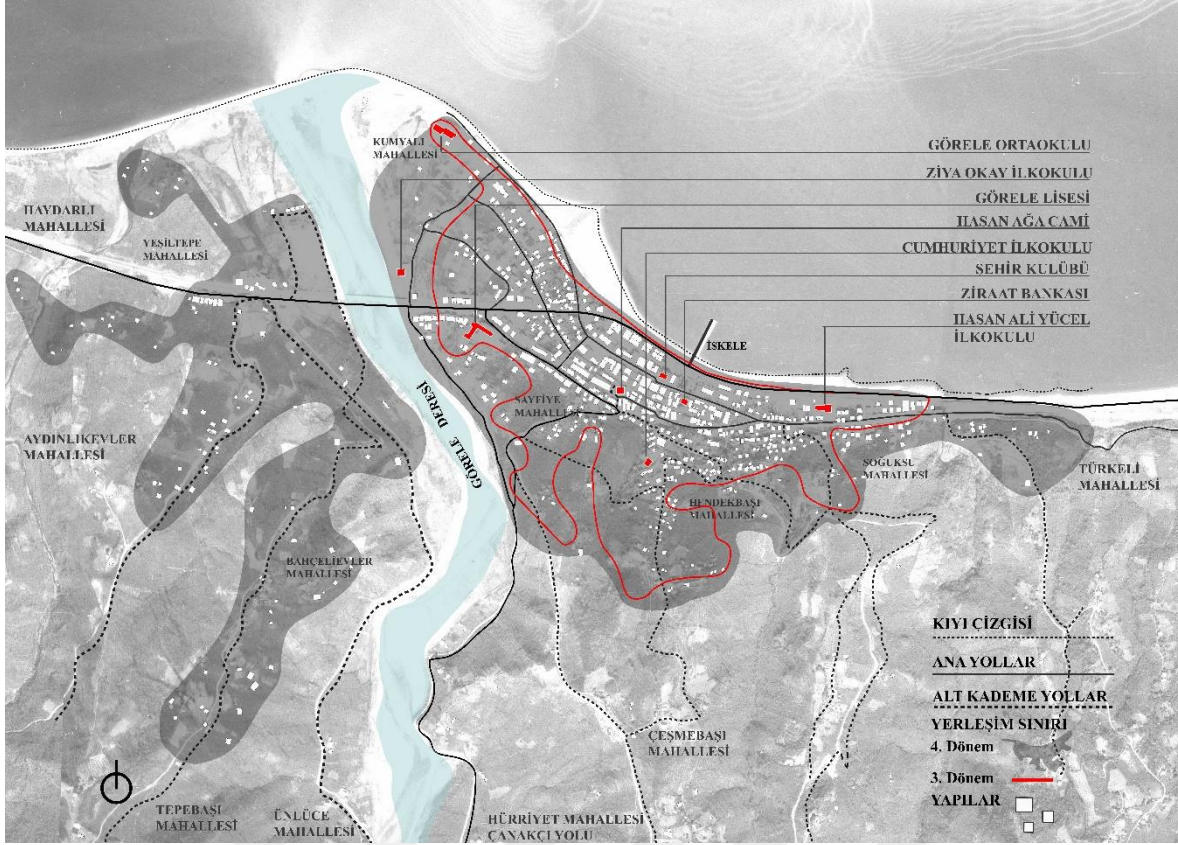 KUMYALI
MAHALLESİ
GÖRELE ORTAOKULU
ZİYA OKAY İLKOKULU
GÖRELE LİSESİ
HASAN AĞA CAMİ
CUMHURİYET İLKOKULU
SEHİR KULÜBÜ
ZİRAAT BANKASI
HASAN ALİ YÜCEL
İLKOKULU
HAYDARLI
MAHALLESİ
YEŞİLTEPE
MAHALLESİ
İSKELE
SAYFİYE
MAHALLESİ
GÖRELE DERESİ
AYDINLIKEVLER
MAHALLESİ
SOĞUKSU
MAHALLESİ
TÜRKELİ
MAHALLESİ
HENDEKBAŞI
MAHALLESİ
BAHÇELİEVLER
MAHALLESİ
ÇEŞMEBAŞI
MAHALLESİ
TEPEBAŞI
MAHALLESİ
ÜNLÜCE
MAHALLESİ
HÜRRİYET MAHALLESİ
ÇANAKÇI YOLU
KIYI ÇİZGİSİ
ANA YOLLAR
ALT KADEME YOLLAR
YERLEŞİM SINIRI
4. Dönem
3. Dönem
YAPILAR